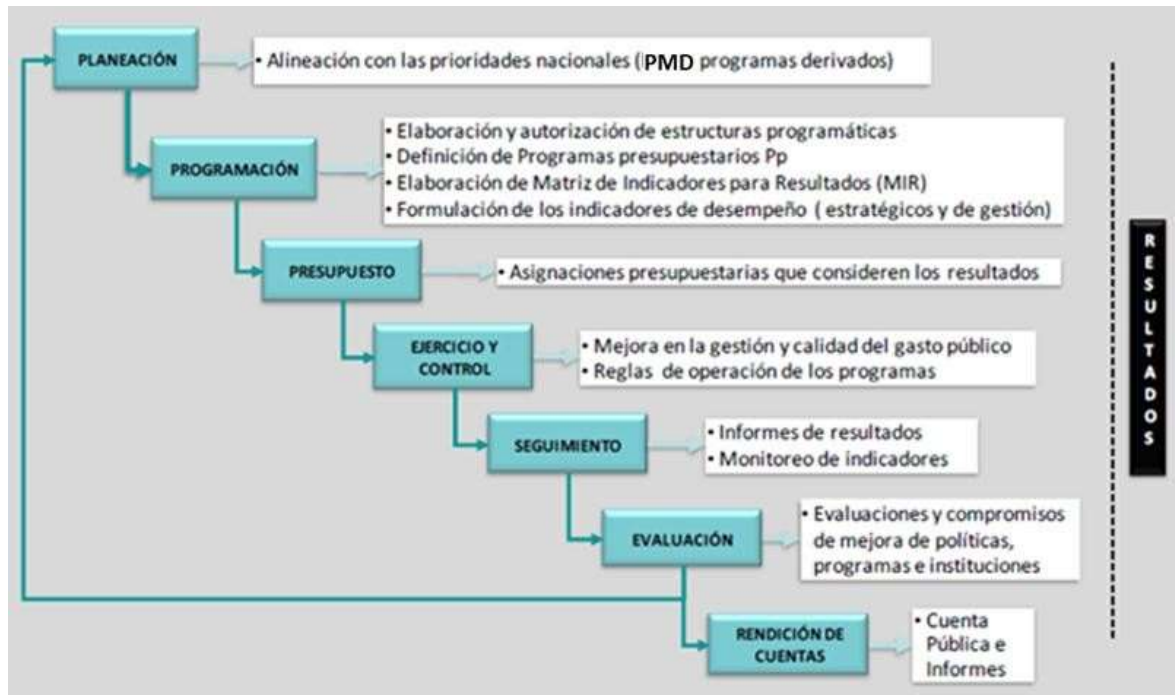 PLANEACIÓN
• Alineación con las prioridades nacionales (PMD programas derivados)
PROGRAMACIÓN
• Elaboración y autorización de estructuras programáticas
• Definición de Programas presupuestarios Pp
• Elaboración de Matriz de Indicadores para Resultados (MIR)
• Formulación de los indicadores de desempeño ( estratégicos y de gestión)
PRESUPUESTO
• Asignaciones presupuestarias que consideren los resultados
EJERCICIO Y
CONTROL
• Mejora en la gestión y calidad del gasto público
• Reglas de operación de los programas
SEGUIMIENTO
• Informes de resultados
• Monitoreo de indicadores
EVALUACIÓN
• Evaluaciones y compromisos
de mejora de políticas,
programas e instituciones
RENDICIÓN DE
CUENTAS
• Cuenta
Pública e
Informes
RESULTADOS